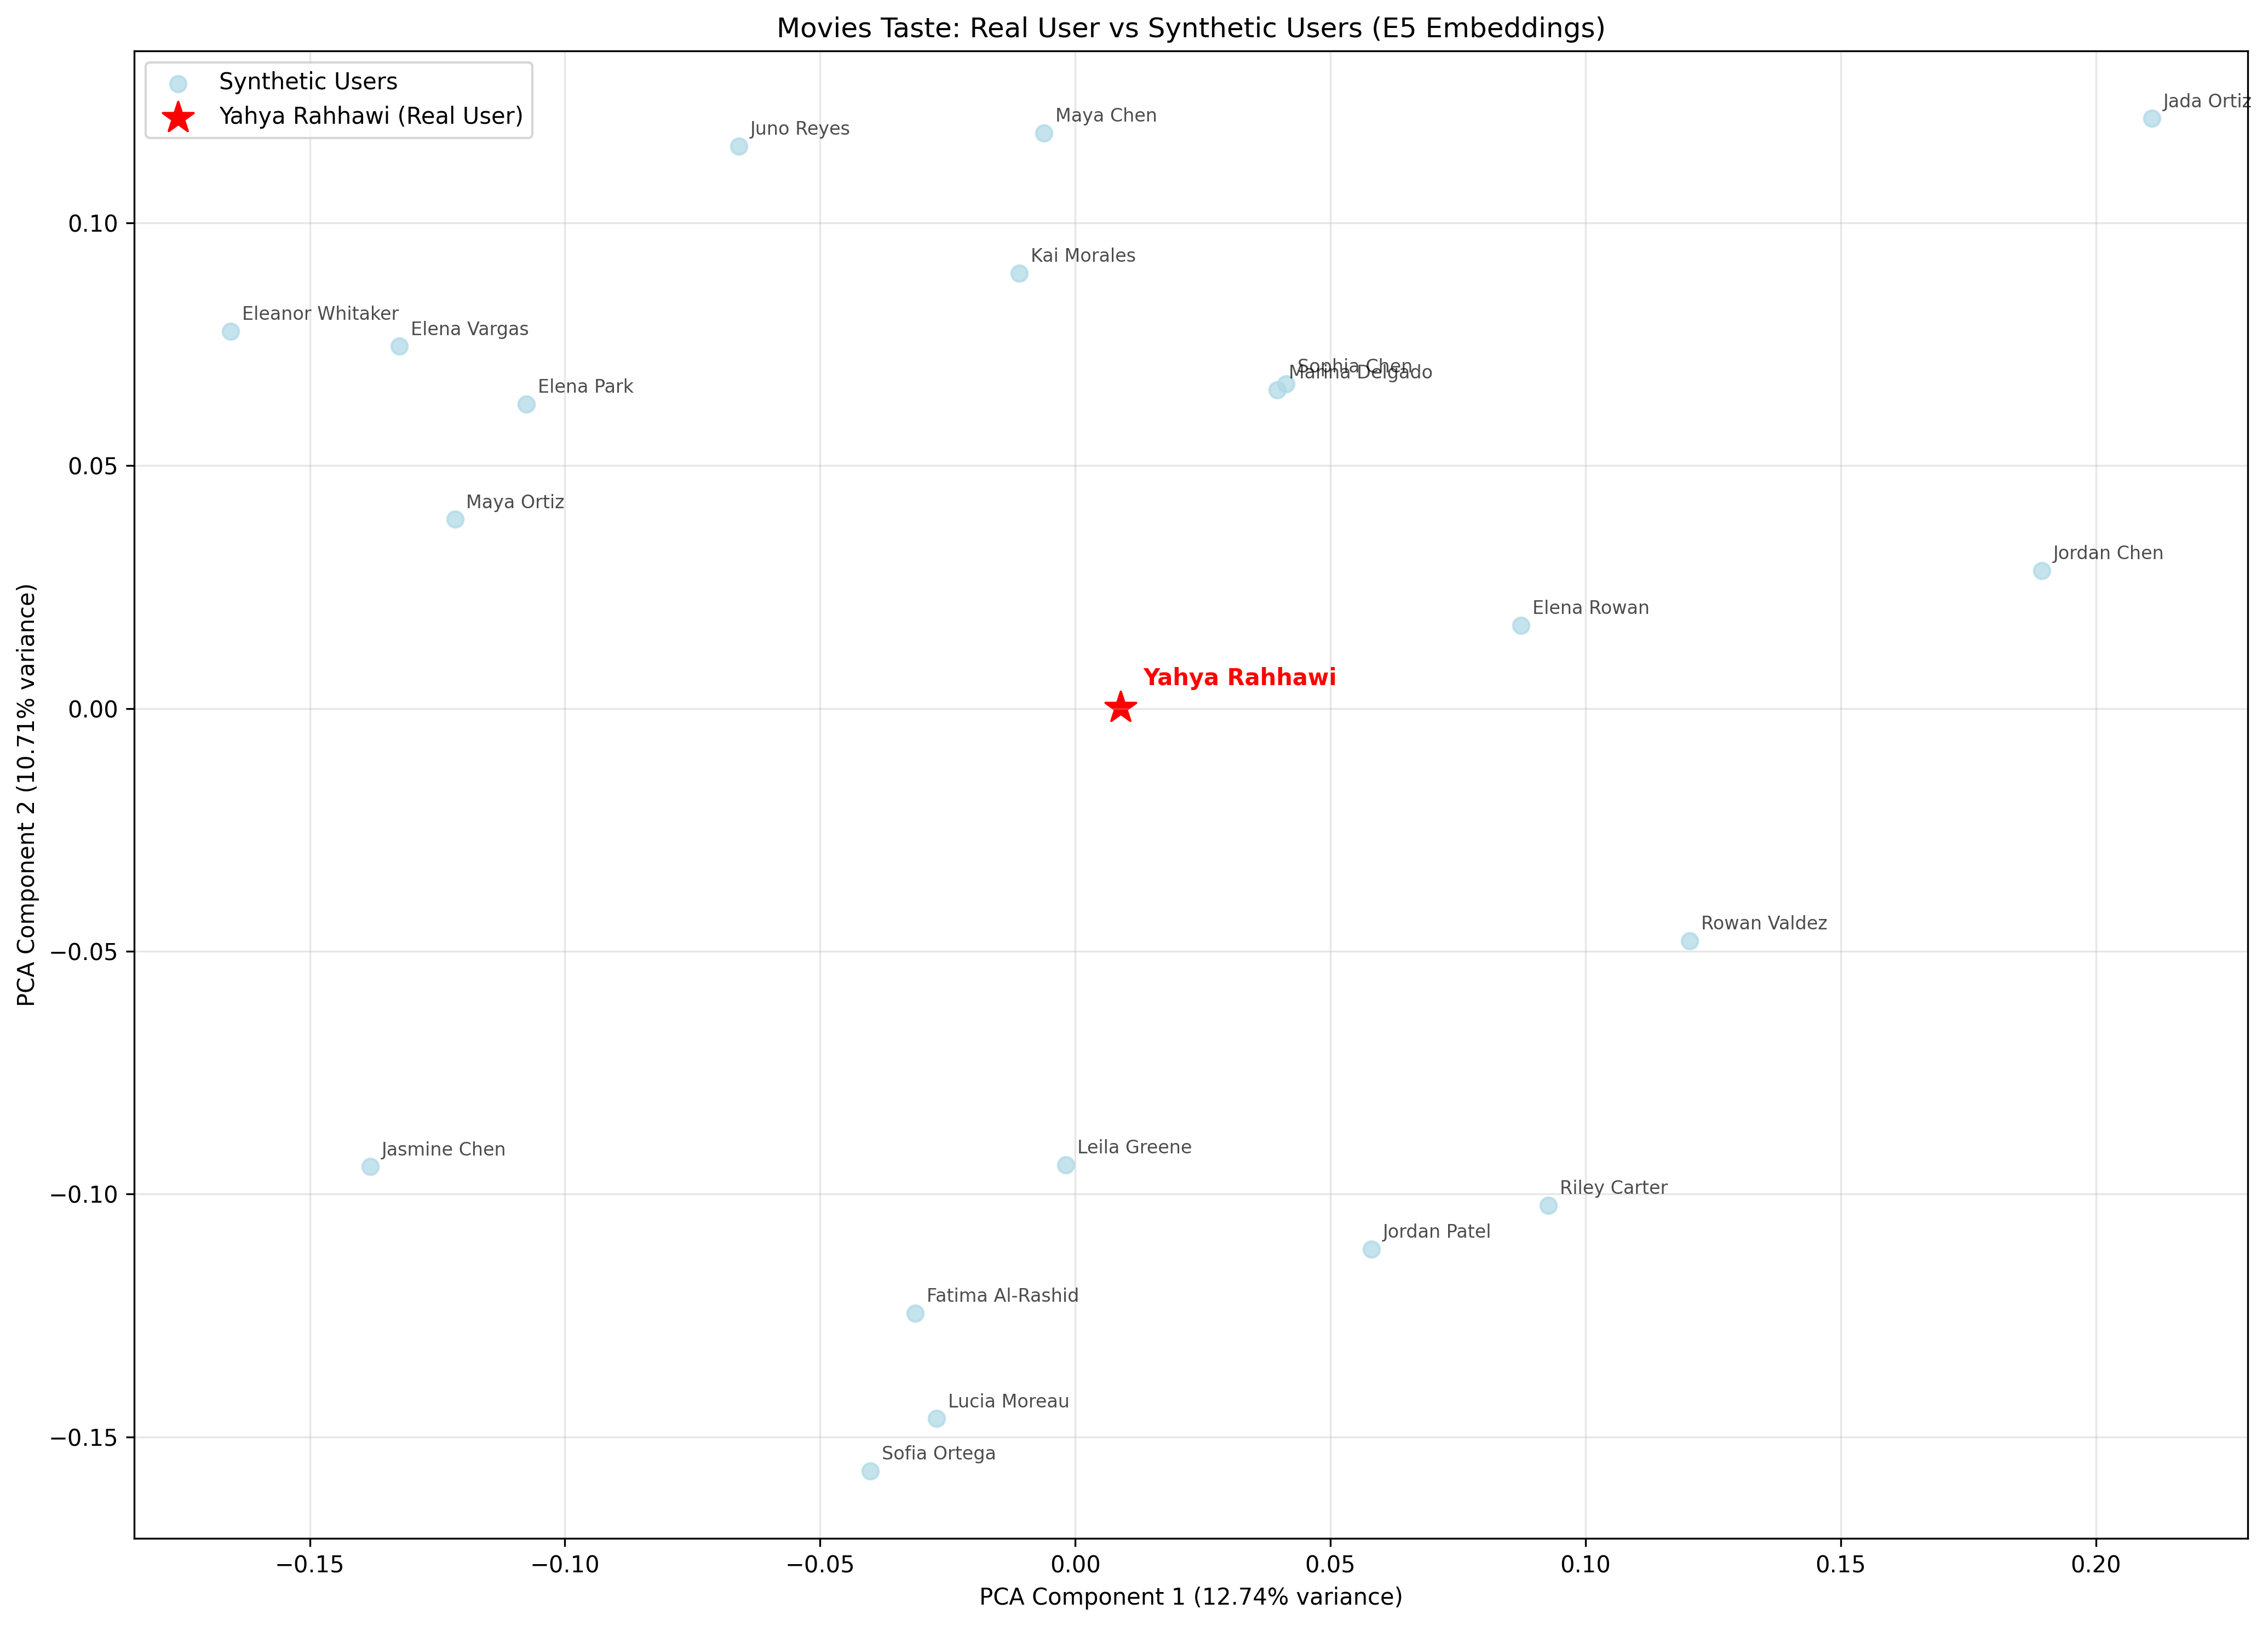 Movies Taste: Real User vs Synthetic Users (E5 Embeddings)
Synthetic Users
Yahya Rahhawi (Real User)
Jada Ortiz
Maya Chen
Juno Reyes
Kai Morales
Eleanor Whitaker
Elena Vargas
Elena Park
Sophia Chen
Marina Delgado
Maya Ortiz
Jordan Chen
Elena Rowan
Yahya Rahhawi
Rowan Valdez
Jasmine Chen
Leila Greene
Riley Carter
Jordan Patel
Fatima Al-Rashid
Lucia Moreau
Sofia Ortega
0.10
0.05
0.00
−0.05
−0.10
−0.15
PCA Component 2 (10.71% variance)
−0.15 −0.10 −0.05 0.00 0.05 0.10 0.15 0.20
PCA Component 1 (12.74% variance)